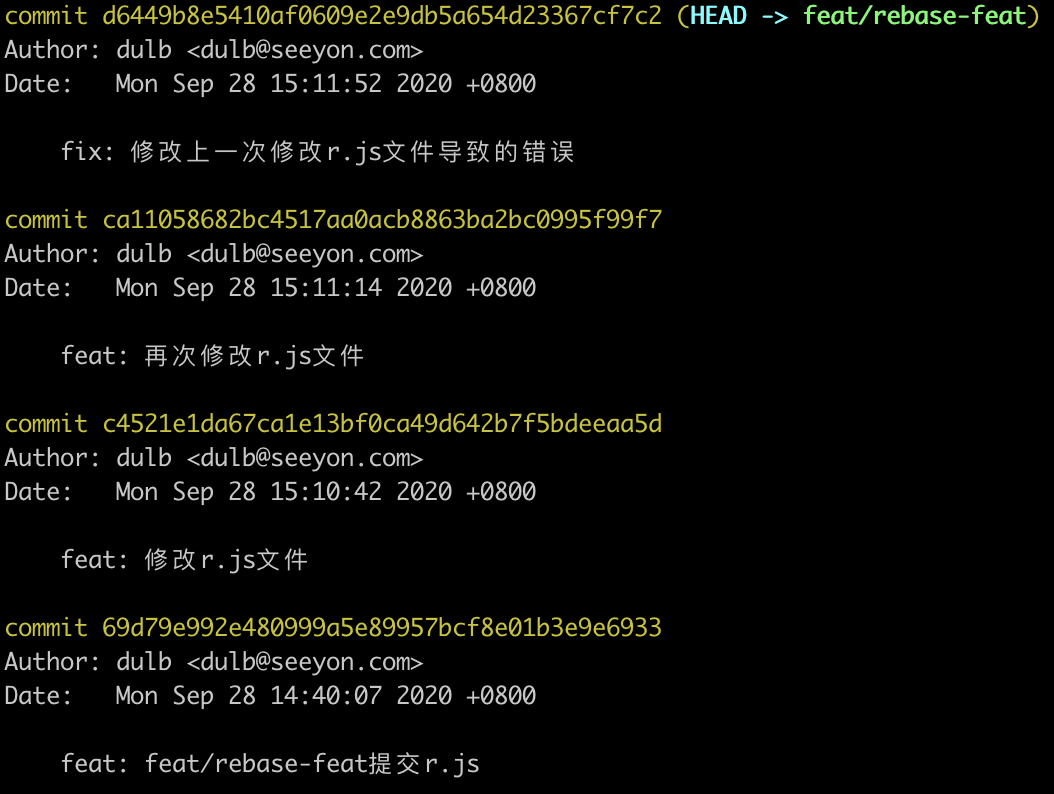 commit d6449b8e5410af0609e2e9db5a654d23367cf7c2 (HEAD -> feat/rebase-feat)
Author: dulb <dulb@seeyon.com>
Date:   Mon Sep 28 15:11:52 2020 +0800
fix: 修改上一次修改r.js文件导致的错误
commit ca11058682bc4517aa0acb8863ba2bc0995f99f7
Author: dulb <dulb@seeyon.com>
Date:   Mon Sep 28 15:11:14 2020 +0800
feat: 再次修改r.js文件
commit c4521e1da67ca1e13bf0ca49d642b7f5bdeeaa5d
Author: dulb <dulb@seeyon.com>
Date:   Mon Sep 28 15:10:42 2020 +0800
feat: 修改r.js文件
commit 69d79e992e480999a5e89957bcf8e01b3e9e6933
Author: dulb <dulb@seeyon.com>
Date:   Mon Sep 28 14:40:07 2020 +0800
feat: feat/rebase-feat提交r.js